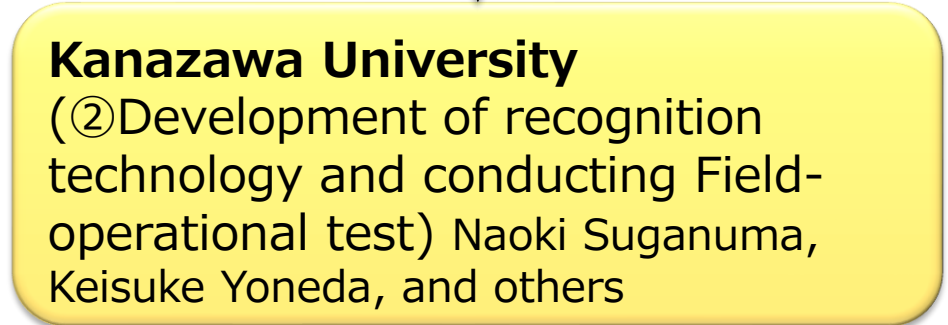 Kanazawa University
(②Development of recognition
technology and conducting Field-
operational test) Naoki Suganuma,
Keisuke Yoneda, and others